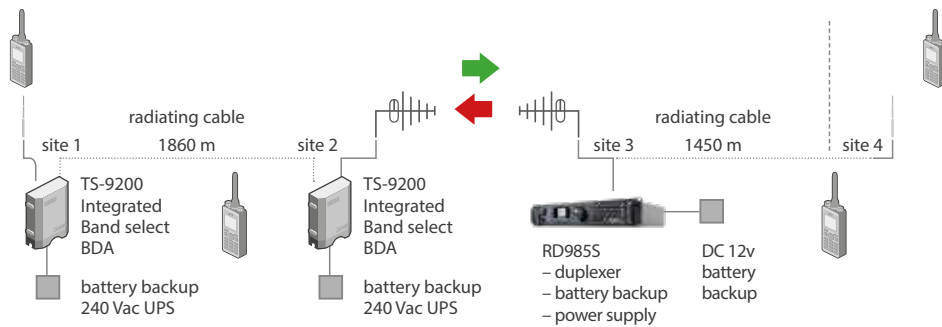 radiating cable
site 1
1860 m
site 2
radiating cable
site 3
1450 m
site 4
TS-9200
Integrated
Band select
BDA
TS-9200
Integrated
Band select
BDA
battery backup
240 Vac UPS
battery backup
240 Vac UPS
RD985S
– duplexer
– battery backup
– power supply
DC 12v
battery
backup